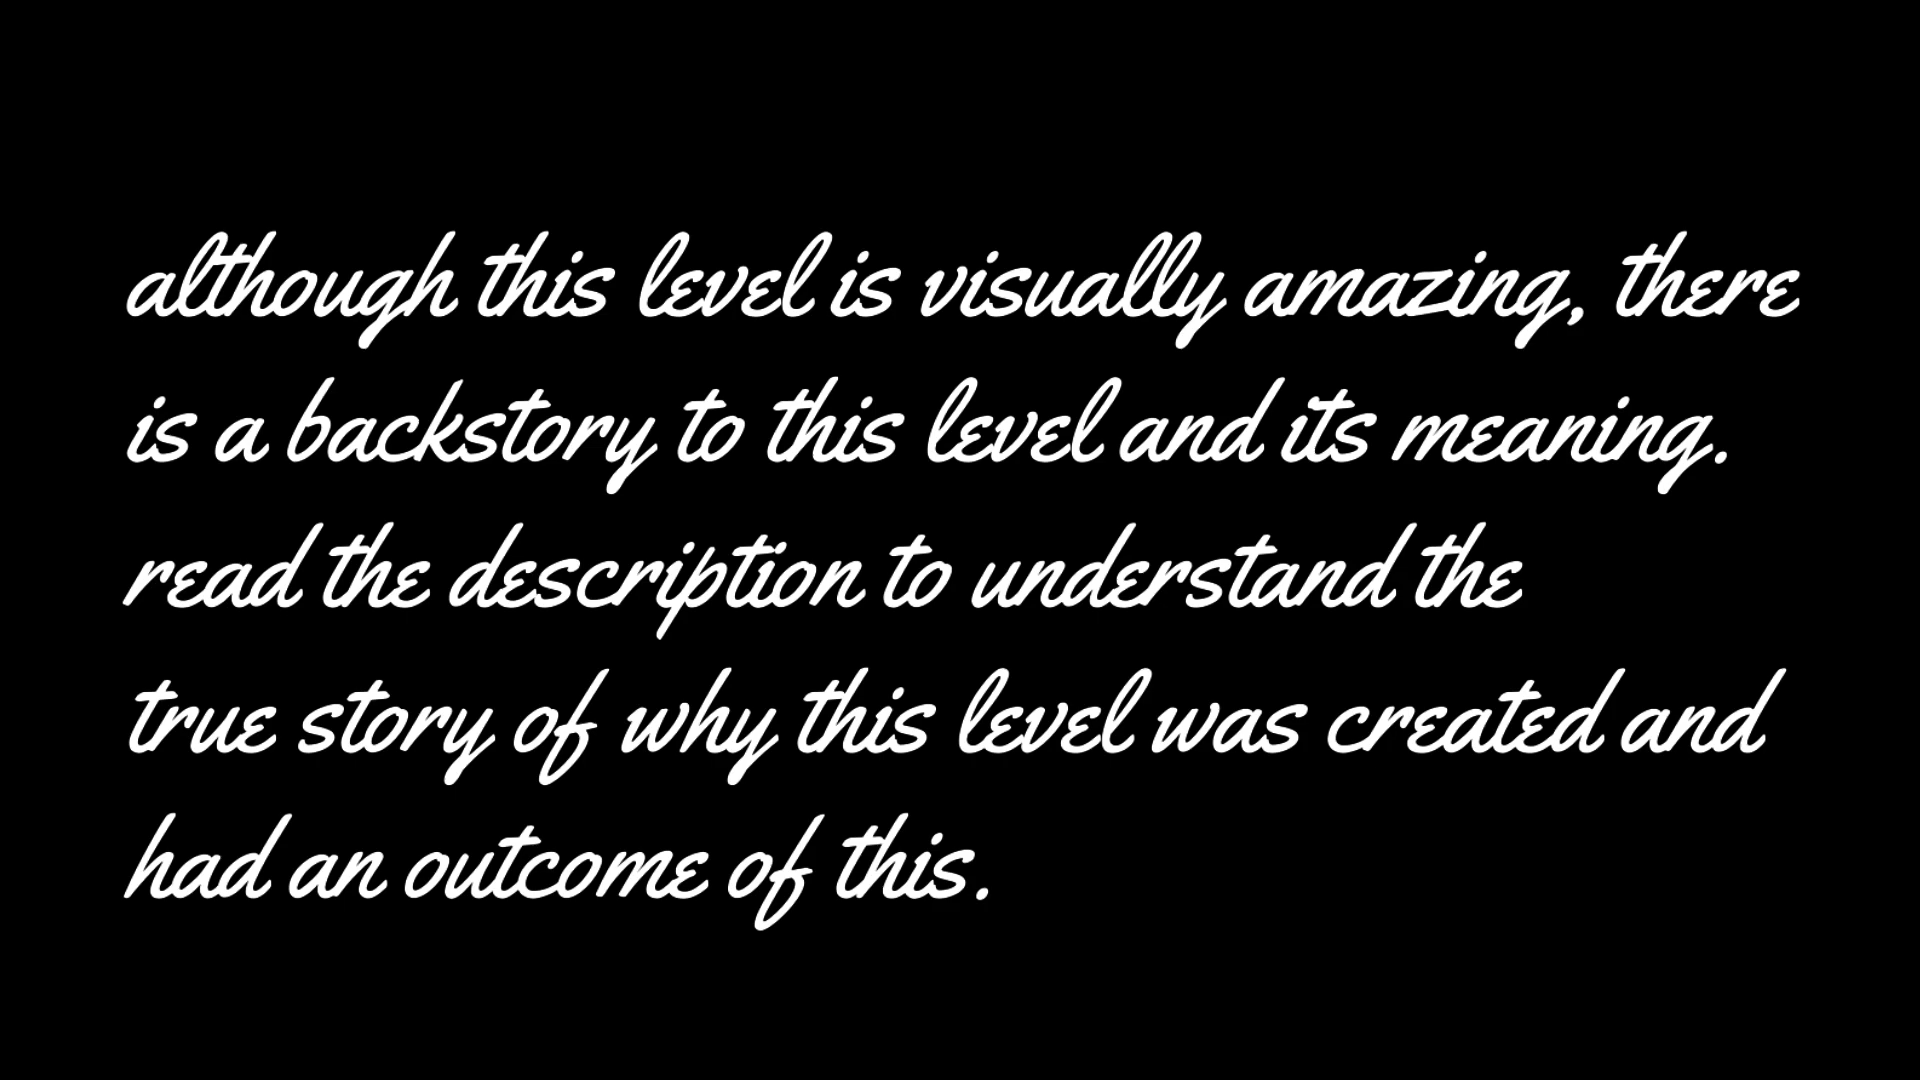 although this level is visually amazing, there
is a backstory to this level and its meaning.
read the description to understand the
true story of why this level was created and
had an outcome of this.